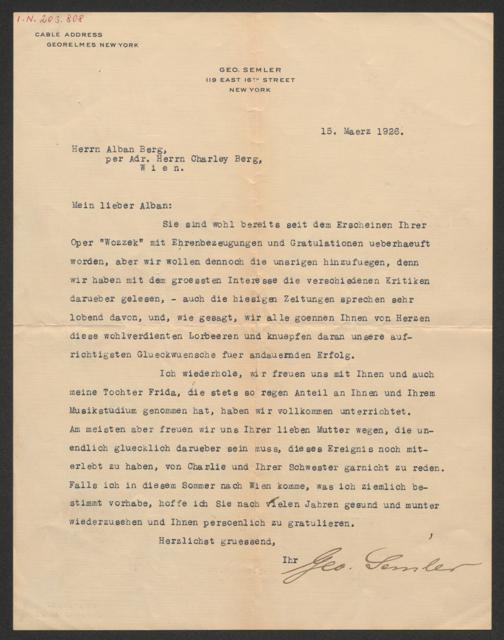 I.N. 203.808
CABLE ADDRESS
GEORELMES NEW YORK
GEO. SEMLER
119 EAST 16TH STREET
NEW YORK
15. Maerz 1926.
Herrn Alban Berg,
per Adr. Herrn Charley Berg,
W i e n.
Mein lieber Alban:
Sie sind wohl bereits seit dem Erscheinen Ihrer
Oper "Wozzek" mit Ehrenbezeugungen und Gratulationen ueberhaeuft
worden, aber wir wollen dennoch die unsrigen hinzufuegen, denn
wir haben mit dem groessten Interesse die verschiedenen Kritiken
darueber gelesen, - auch die hiesigen Zeitungen sprechen sehr
lobend davon, und, wie gesagt, wir alle goennen Ihnen von Herzen
diese wohlverdienten Lorbeeren und knuepfen daran unsere auf-
richtigsten Glueckwuensche fuer andauernden Erfolg.
Ich wiederhole, wir freuen uns mit Ihnen und auch
meine Tochter Frida, die stets so regen Anteil an Ihnen und Ihrem
Musikstudium genommen hat, haben wir vollkommen unterrichtet.
Am meisten aber freuen wir uns Ihrer lieben Mutter wegen, die un-
endlich gluecklich darueber sein muss, dieses Ereignis noch mit-
erlebt zu haben, von Charlie und Ihrer Schwester garnicht zu reden.
Falls ich in diesem Sommer nach Wien komme, was ich ziemlich be-
stimmt vorhabe, hoffe ich Sie nach vielen Jahren gesund und munter
wiederzusehen und Ihnen persoenlich zu gratulieren.
Herzlichst gruessend,
Ihr Geo. Semler